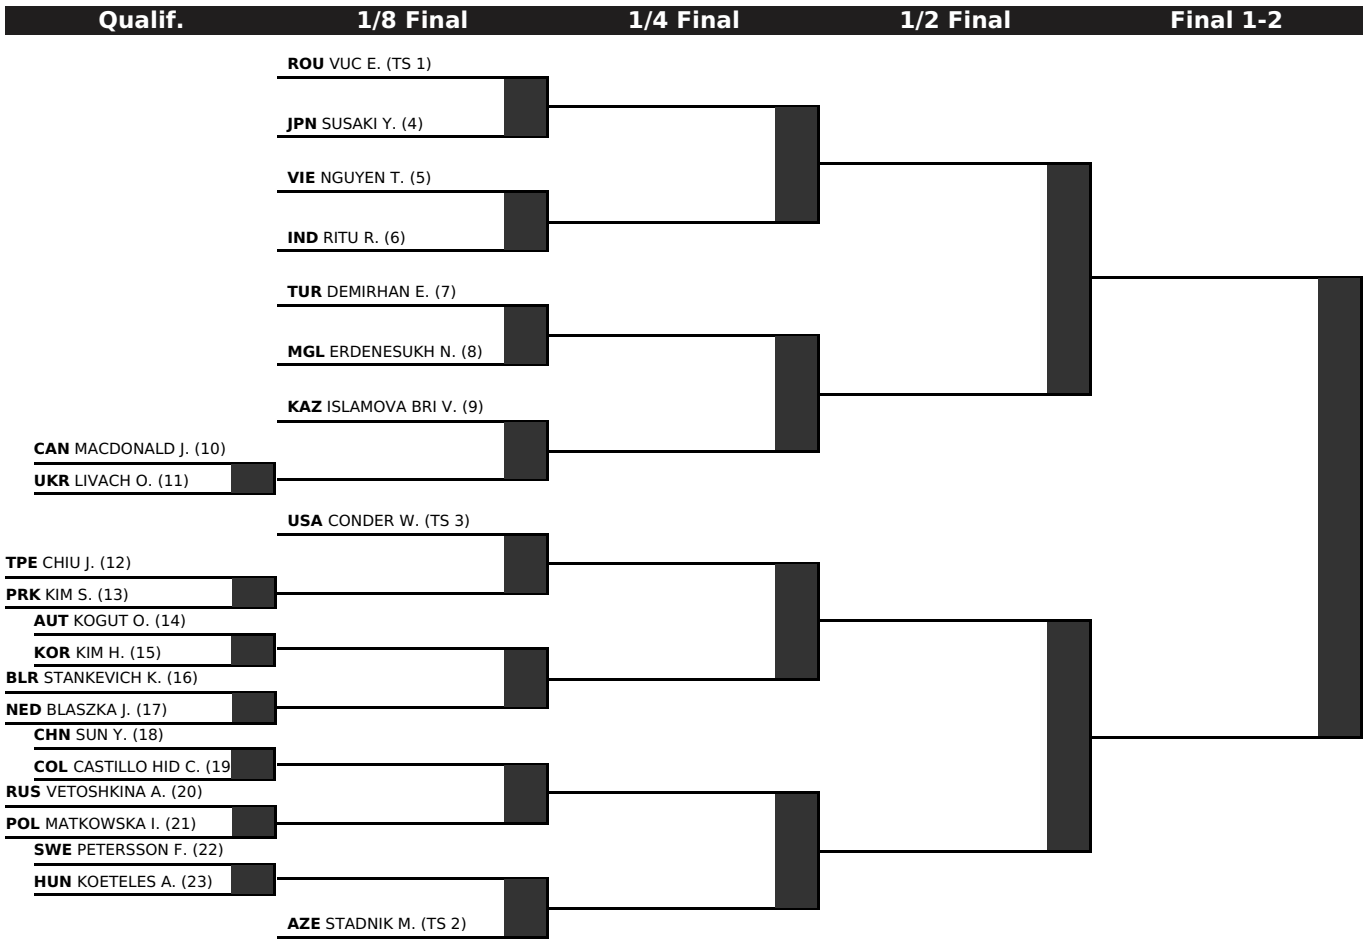 Qualif. 1/8 Final 1/4 Final 1/2 Final Final 1-2
ROU VUC E. (TS 1)
JPN SUSAKI Y. (4)
VIE NGUYEN T. (5)
IND RITU R. (6)
TUR DEMIRHAN E. (7)
MGL ERDENESUKH N. (8)
KAZ ISLAMOVA BRI V. (9)
CAN MACDONALD J. (10)
UKR LIVACH O. (11)
USA CONDER W. (TS 3)
TPE CHIU J. (12)
PRK KIM S. (13)
AUT KOGUT O. (14)
KOR KIM H. (15)
BLR STANKEVICH K. (16)
NED BLASZKA J. (17)
CHN SUN Y. (18)
COL CASTILLO HID C. (19
RUS VETOSHKINA A. (20)
POL MATKOWSKA I. (21)
SWE PETERSSON F. (22)
HUN KOETELES A. (23)
AZE STADNIK M. (TS 2)